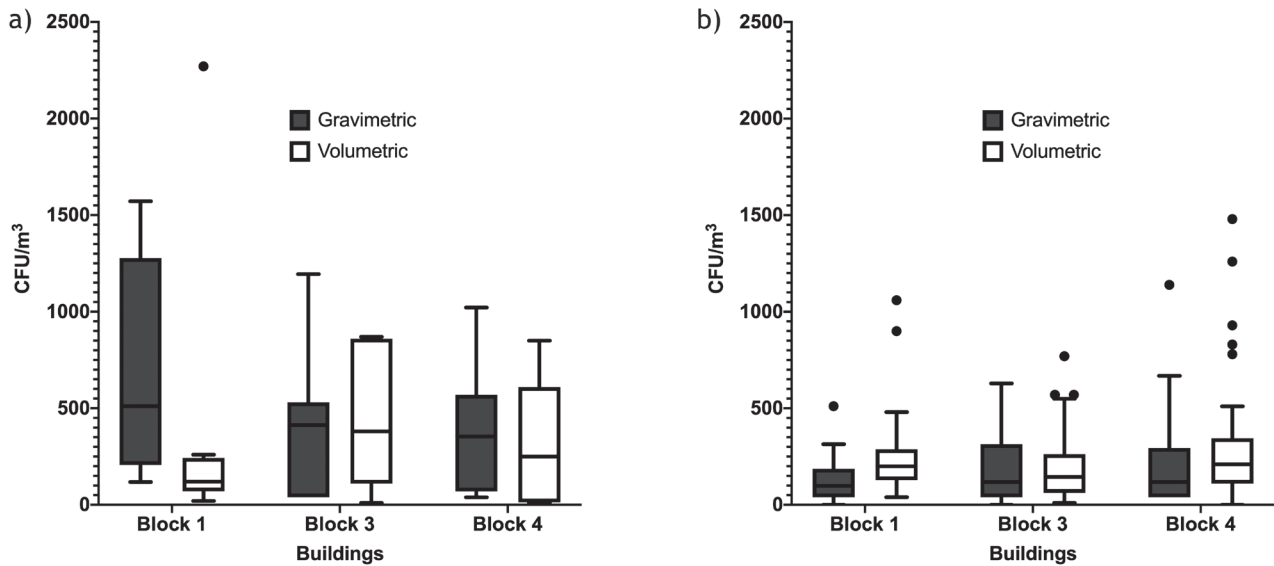 a)
2500
2000
1500
1000
500
0
CFU/m³
Gravimetric
Volumetric
Block 1 Block 3 Block 4
Buildings
b)
2500
2000
1500
1000
500
0
CFU/m³
Gravimetric
Volumetric
Block 1 Block 3 Block 4
Buildings